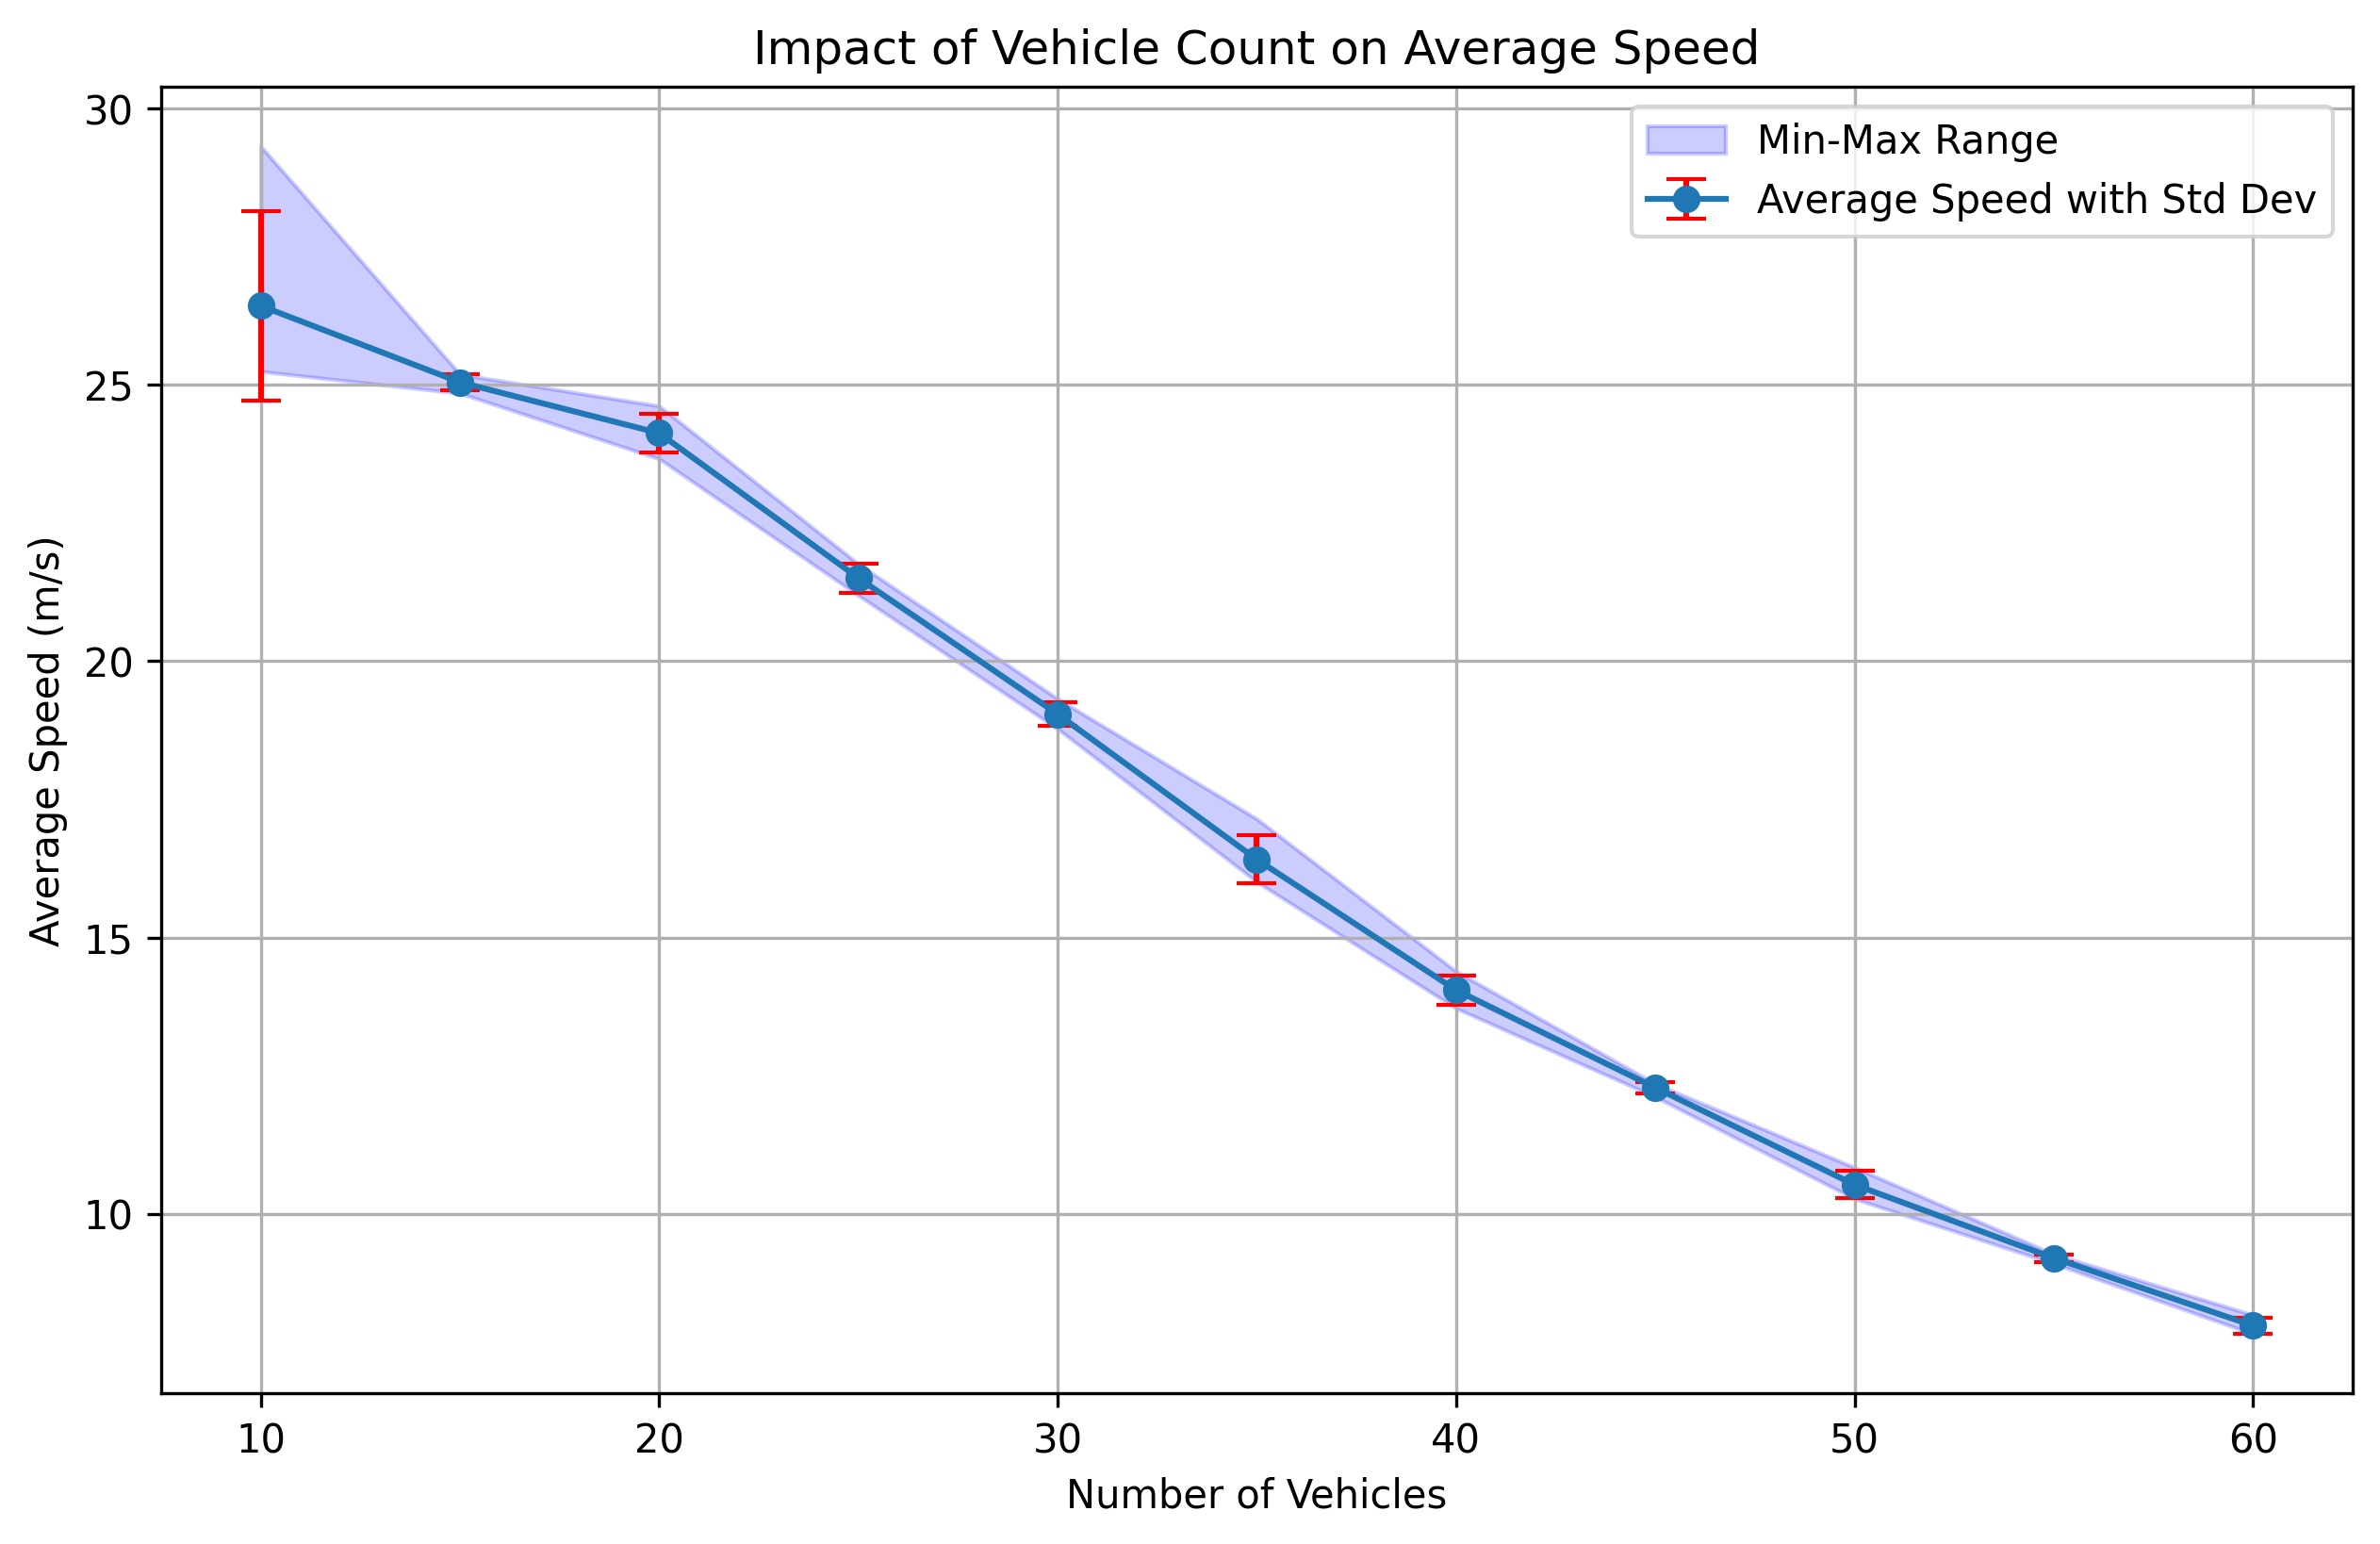 Impact of Vehicle Count on Average Speed
Min-Max Range
Average Speed with Std Dev
Average Speed (m/s)
30
25
20
15
10
10 20 30 40 50 60
Number of Vehicles